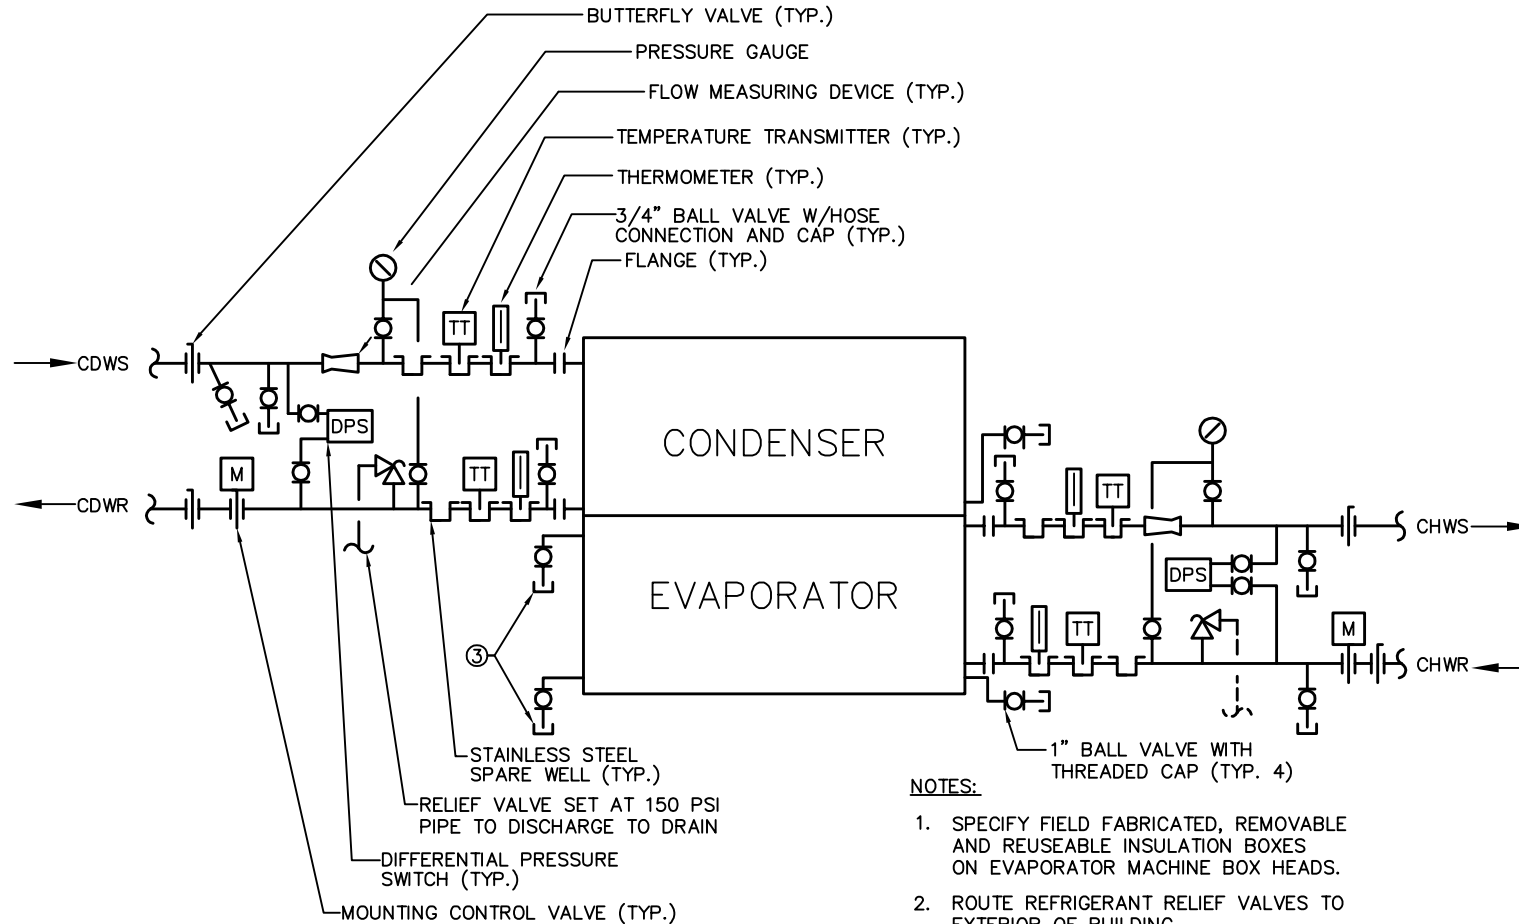 BUTTERFLY VALVE (TYP.)
PRESSURE GAUGE
FLOW MEASURING DEVICE (TYP.)
TEMPERATURE TRANSMITTER (TYP.)
THERMOMETER (TYP.)
3/4" BALL VALVE W/HOSE
CONNECTION AND CAP (TYP.)
FLANGE (TYP.)
TT
CDWS
DPS
CONDENSER
M
TT
CDWR
TT
CHWS
DPS
EVAPORATOR
TT
M
CHWR
3
STAINLESS STEEL
SPARE WELL (TYP.)
1" BALL VALVE WITH
THREADED CAP (TYP. 4)
RELIEF VALVE SET AT 150 PSI
PIPE TO DISCHARGE TO DRAIN
DIFFERENTIAL PRESSURE
SWITCH (TYP.)
MOUNTING CONTROL VALVE (TYP.)
NOTES:
1. SPECIFY FIELD FABRICATED, REMOVABLE
AND REUSEABLE INSULATION BOXES
ON EVAPORATOR MACHINE BOX HEADS.
2. ROUTE REFRIGERANT RELIEF VALVES TO
EXTERIOR OF BUILDING